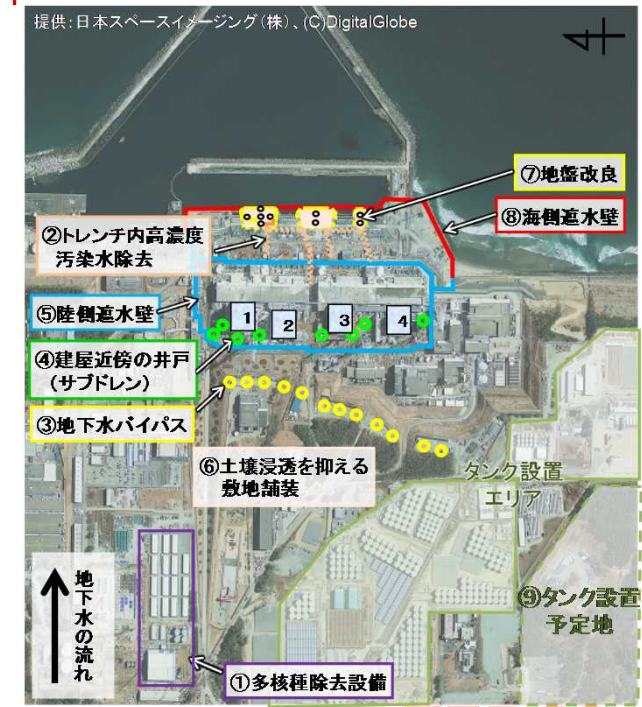 提供：日本スペースイメージング（株）、(C)DigitalGlobe
⑦地盤改良
⑧海側遮水壁
②トレンチ内高濃度
汚染水除去
⑤陸側遮水壁
1
2
3
4
④建屋近傍の井戸
（サブドレン）
③地下水バイパス
⑥土壌浸透を抑える
敷地舗装
タンク設置
エリア
⑨タンク設置
予定地
地下水の流れ
①多核種除去設備